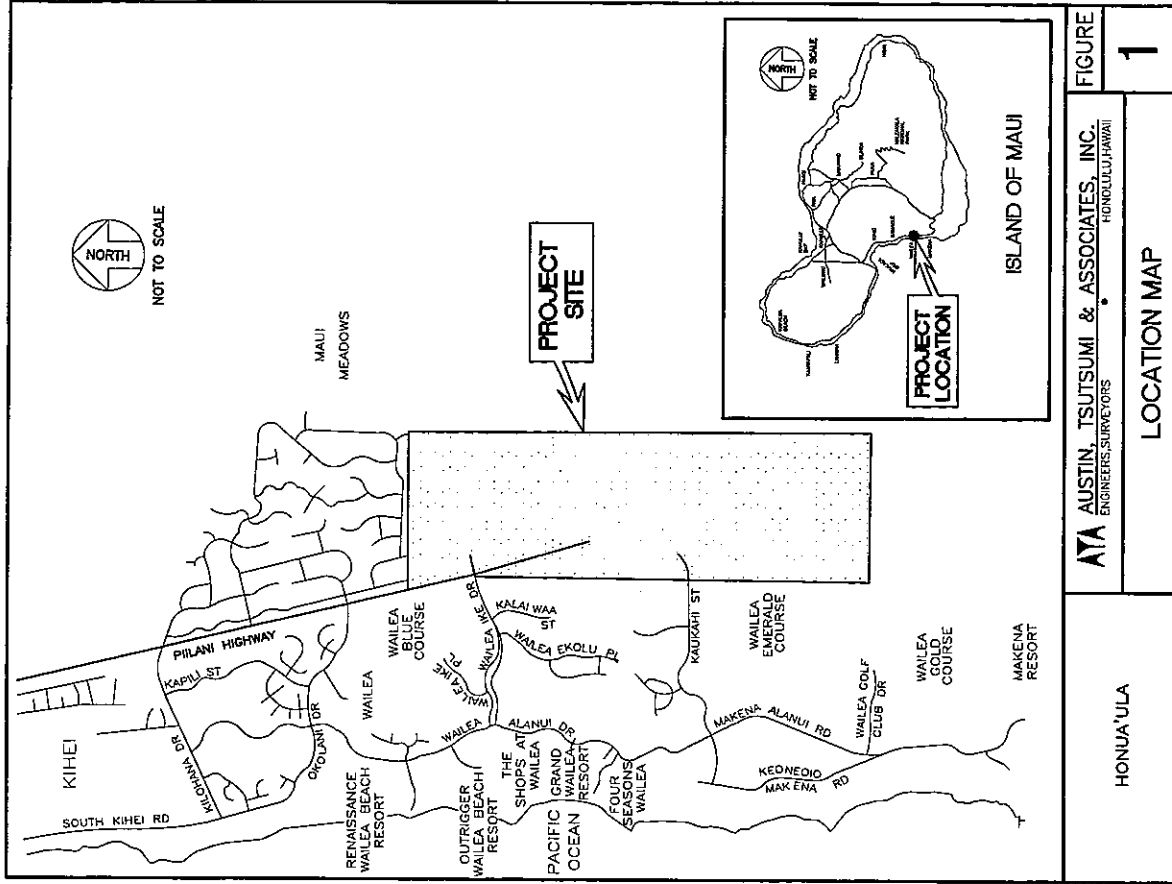 NORTH
NOT TO SCALE
KIHEI
SOUTH KIHEI RD
KILOHANA DR
KAPILI ST
PIILANI HIGHWAY
OKOLANI DR
MAUI
MEADOWS
WAILEA
WAILEA
BLUE
COURSE
RENAISSANCE
WAILEA BEACH
RESORT
WAILEA IKE PL
WAILEA IKE DR
KALAI WAA
ST
WAILEA EKOLU PL
WAILEA
ALANUI DR
OUTRIGGER
WAILEA BEACH
RESORT
THE
SHOPS AT
WAILEA
GRAND
WAILEA
RESORT
PACIFIC
OCEAN
FOUR
SEASONS
WAILEA
PROJECT
SITE
KAUKAHI ST
WAILEA
EMERALD
COURSE
MAKENA ALANUI RD
KEONEOIO
MAKENA RD
WAILEA GOLF
CLUB DR
WAILEA
GOLD
COURSE
MAKENA
RESORT
NORTH
NOT TO SCALE
PROJECT
LOCATION
ISLAND OF MAUI
HONUA'ULA
ATA AUSTIN, TSUTSUMI & ASSOCIATES, INC.
ENGINEERS,SURVEYORS • HONOLULU,HAWAII
LOCATION MAP
FIGURE
1